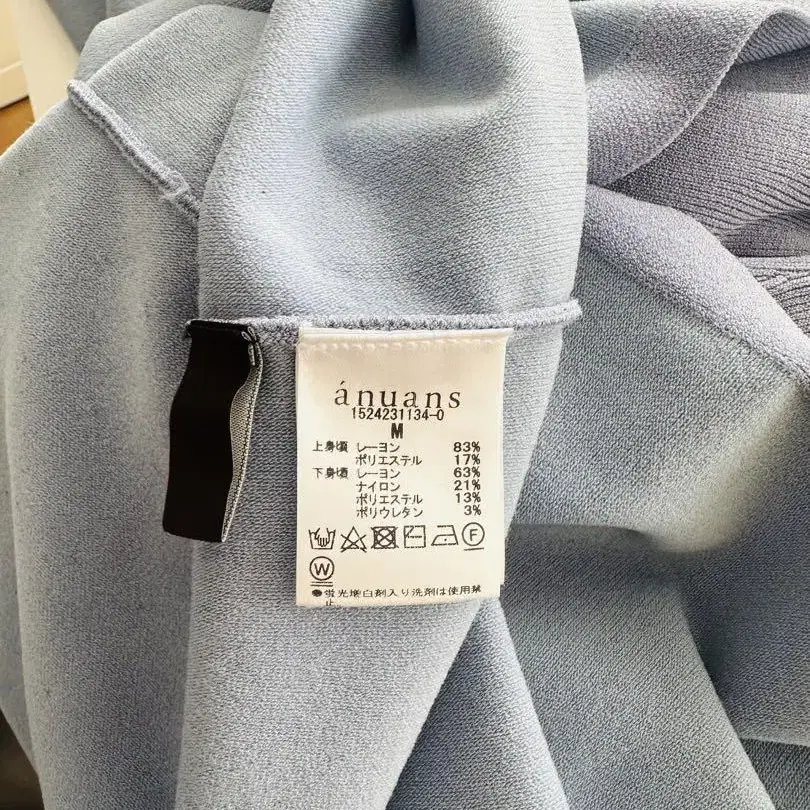 ánuans
1524231134-0
M
上身頃 レーヨン 83%
ポリエステル 17%
下身頃 レーヨン 63%
ナイロン 21%
ポリエステル 13%
ポリウレタン 3%
F
W
●蛍光増白剤入り洗剤は使用禁
止